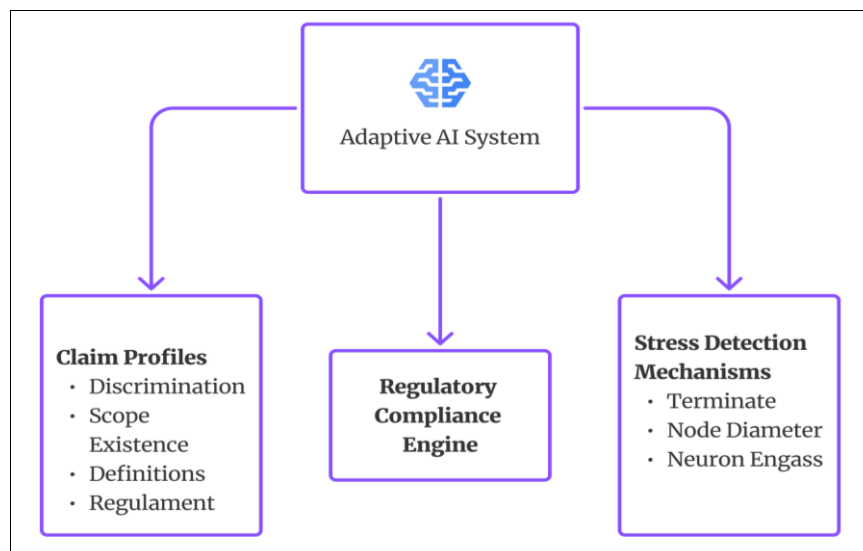 Adaptive AI System
Claim Profiles
• Discrimination
• Scope
Existence
• Definitions
• Regulament
Regulatory
Compliance
Engine
Stress Detection
Mechanisms
• Terminate
• Node Diameter
• Neuron Engass